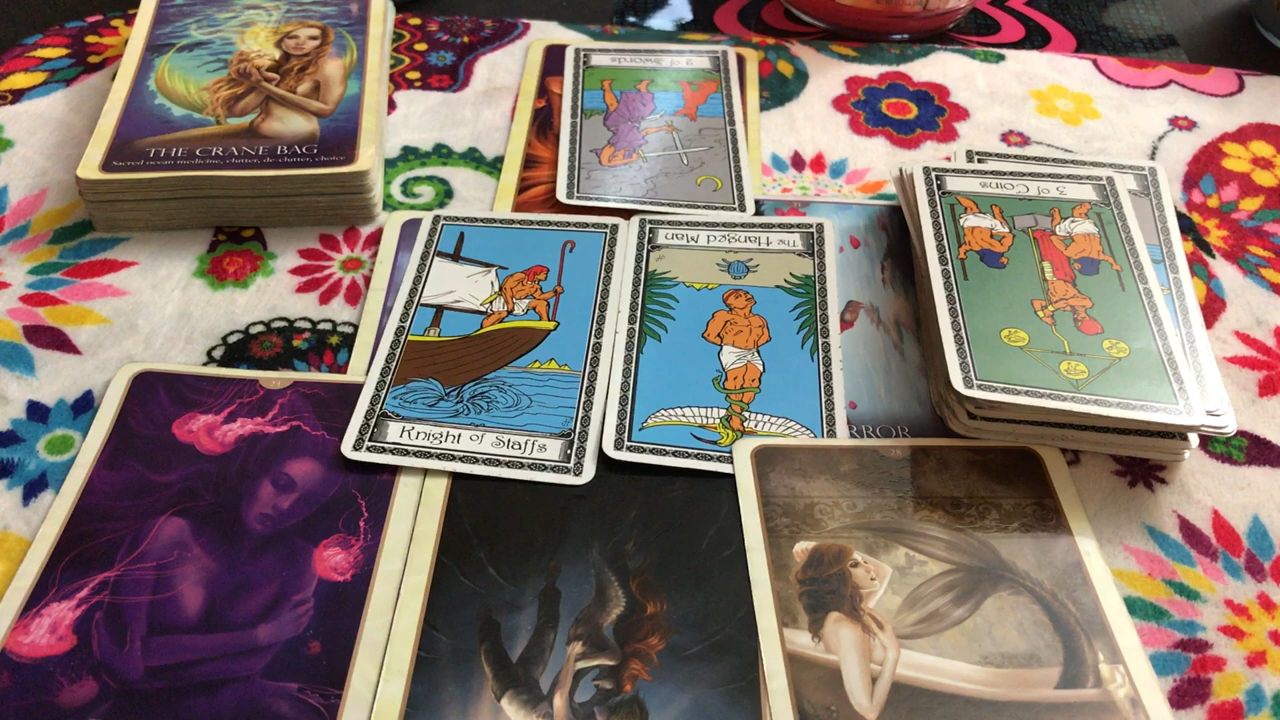 THE CRANE BAG
Sacred ocean medicine, clutter, de-clutter, choice
2 of Swords
3 of Coins
The Hanged Man
Knight of Staffs
RROR